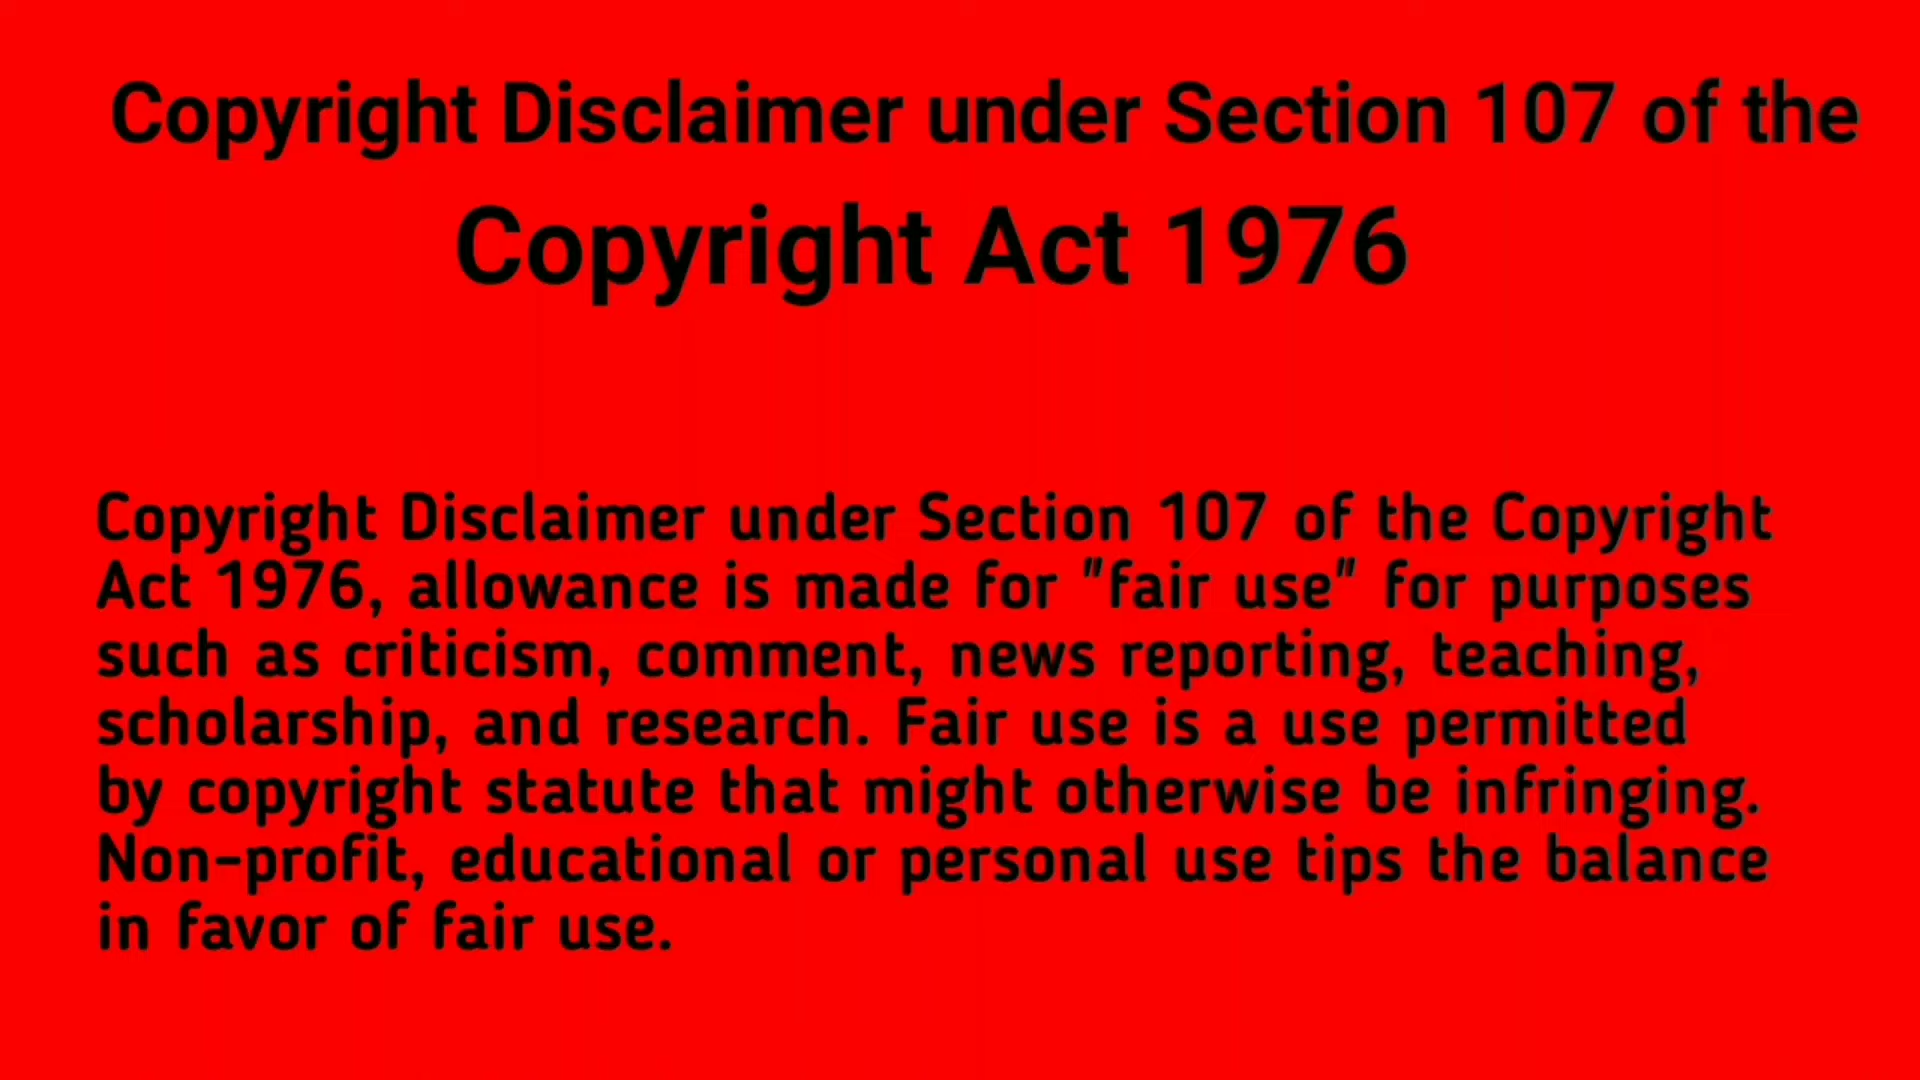 Copyright Disclaimer under Section 107 of the
Copyright Act 1976
Copyright Disclaimer under Section 107 of the Copyright
Act 1976, allowance is made for "fair use" for purposes
such as criticism, comment, news reporting, teaching,
scholarship, and research. Fair use is a use permitted
by copyright statute that might otherwise be infringing.
Non-profit, educational or personal use tips the balance
in favor of fair use.